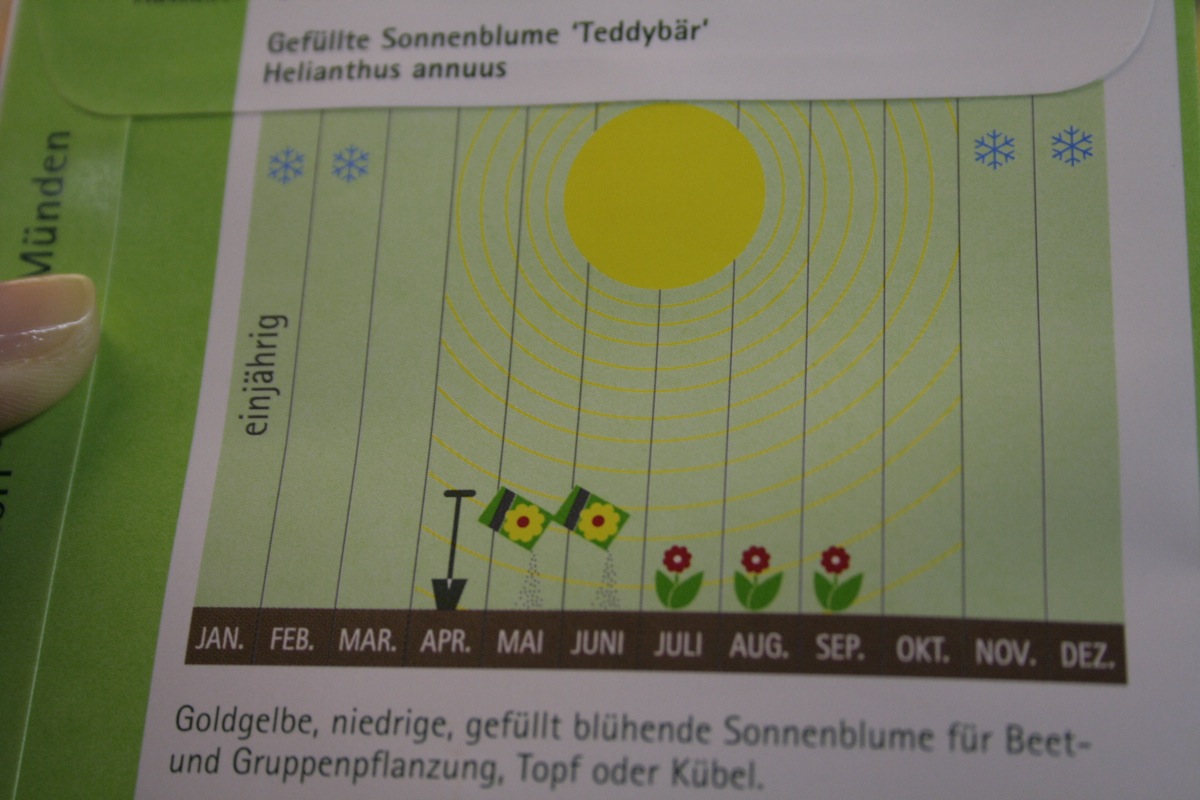 Gefüllte Sonnenblume 'Teddybär'
Helianthus annuus
Münden
einjährig
JAN. FEB. MAR. APR. MAI JUNI JULI AUG. SEP. OKT. NOV. DEZ.
Goldgelbe, niedrige, gefüllt blühende Sonnenblume für Beet-
und Gruppenpflanzung, Topf oder Kübel.